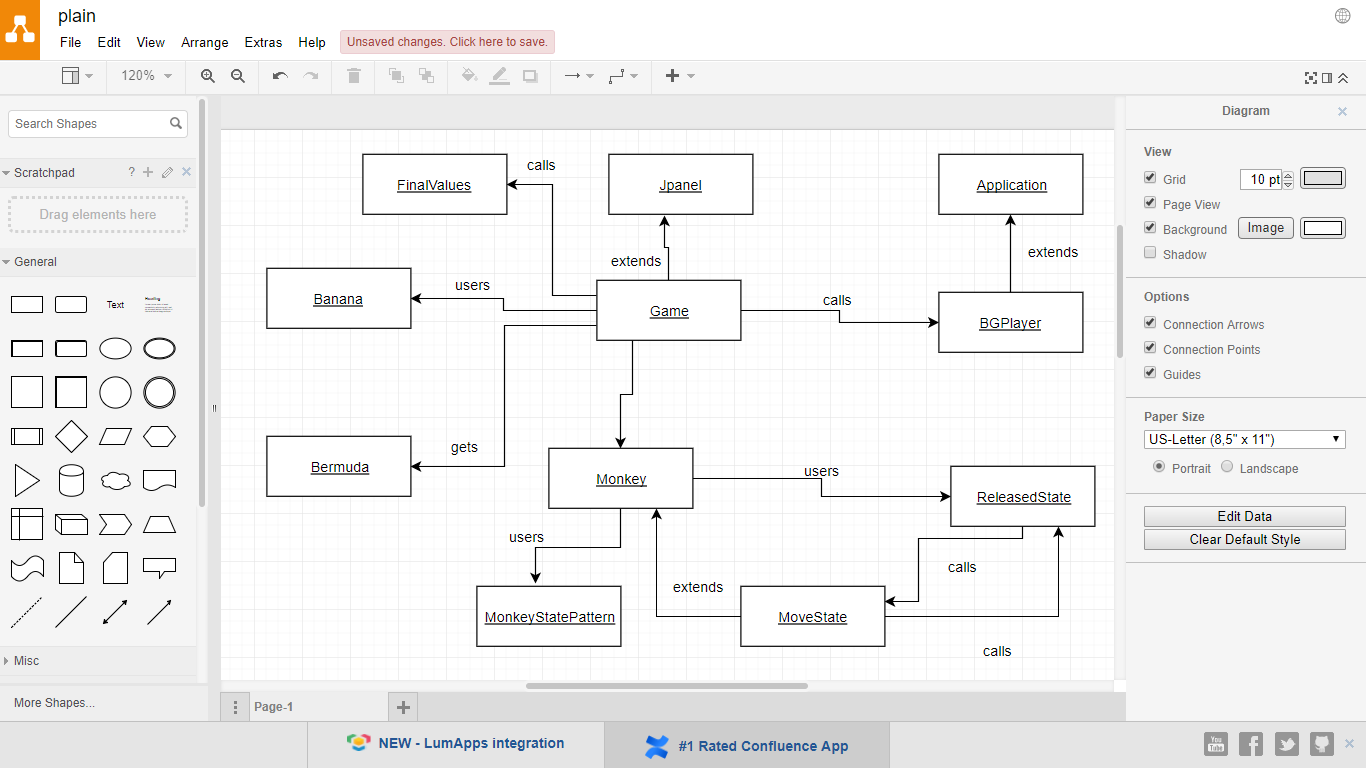 plain
File Edit View Arrange Extras Help Unsaved changes. Click here to save.
120%
Search Shapes
Scratchpad ?
Drag elements here
General
Text
Misc
More Shapes...
FinalValues
calls
Jpanel
Application
extends
extends
Banana
users
Game
calls
BGPlayer
Bermuda
gets
Monkey
users
ReleasedState
users
calls
extends
MonkeyStatePattern
MoveState
calls
Page-1
Diagram
View
Grid 10 pt
Page View
Background Image
Shadow
Options
Connection Arrows
Connection Points
Guides
Paper Size
US-Letter (8,5" x 11")
Portrait Landscape
Edit Data
Clear Default Style
NEW - LumApps integration
#1 Rated Confluence App
You
Tube